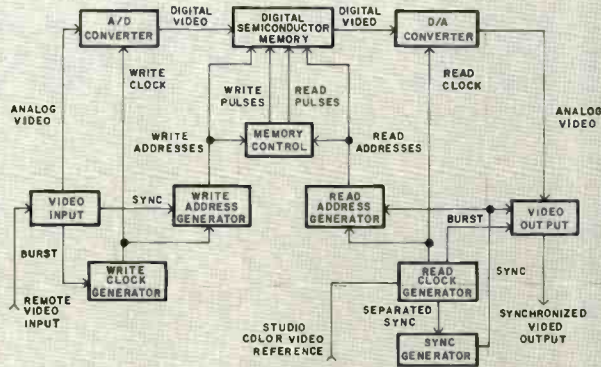 A/D
CONVERTER
DIGITAL
VIDEO
DIGITAL
SEMICONDUCTOR
MEMORY
DIGITAL
VIDEO
D/A
CONVERTER
WRITE
CLOCK
WRITE
PULSES
READ
PULSES
READ
CLOCK
ANALOG
VIDEO
WRITE
ADDRESSES
MEMORY
CONTROL
READ
ADDRESSES
ANALOG
VIDEO
VIDEO
INPUT
SYNC
WRITE
ADDRESS
GENERATOR
READ
ADDRESS
GENERATOR
BURST
VIDEO
OUTPUT
BURST
WRITE
CLOCK
GENERATOR
READ
CLOCK
GENERATOR
SYNC
REMOTE
VIDEO
INPUT
STUDIO
COLOR VIDEO
REFERENCE
SEPARATED
SYNC
SYNC
GENERATOR
SYNCHRONIZED
VIDEO
OUTPUT